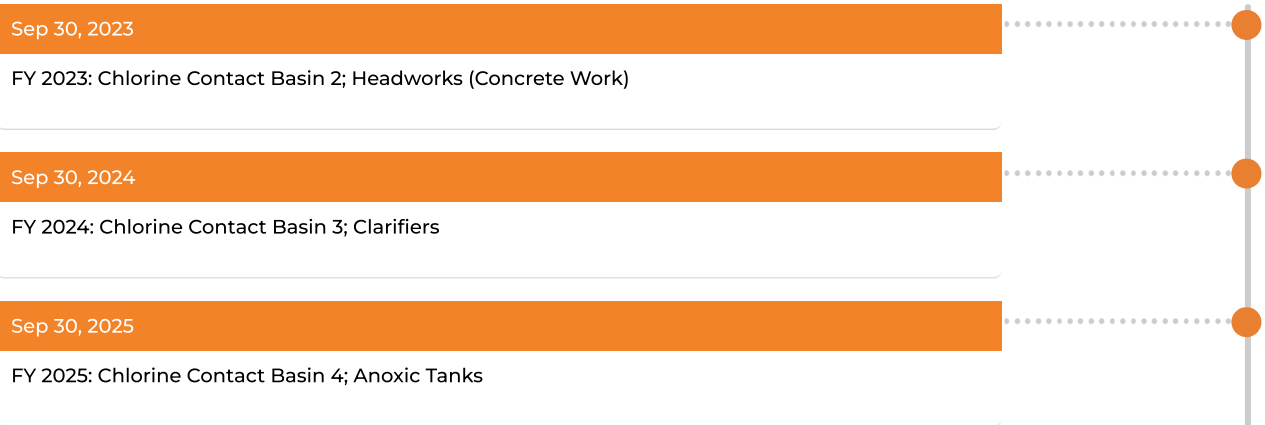 Sep 30, 2023
FY 2023: Chlorine Contact Basin 2; Headworks (Concrete Work)
Sep 30, 2024
FY 2024: Chlorine Contact Basin 3; Clarifiers
Sep 30, 2025
FY 2025: Chlorine Contact Basin 4; Anoxic Tanks